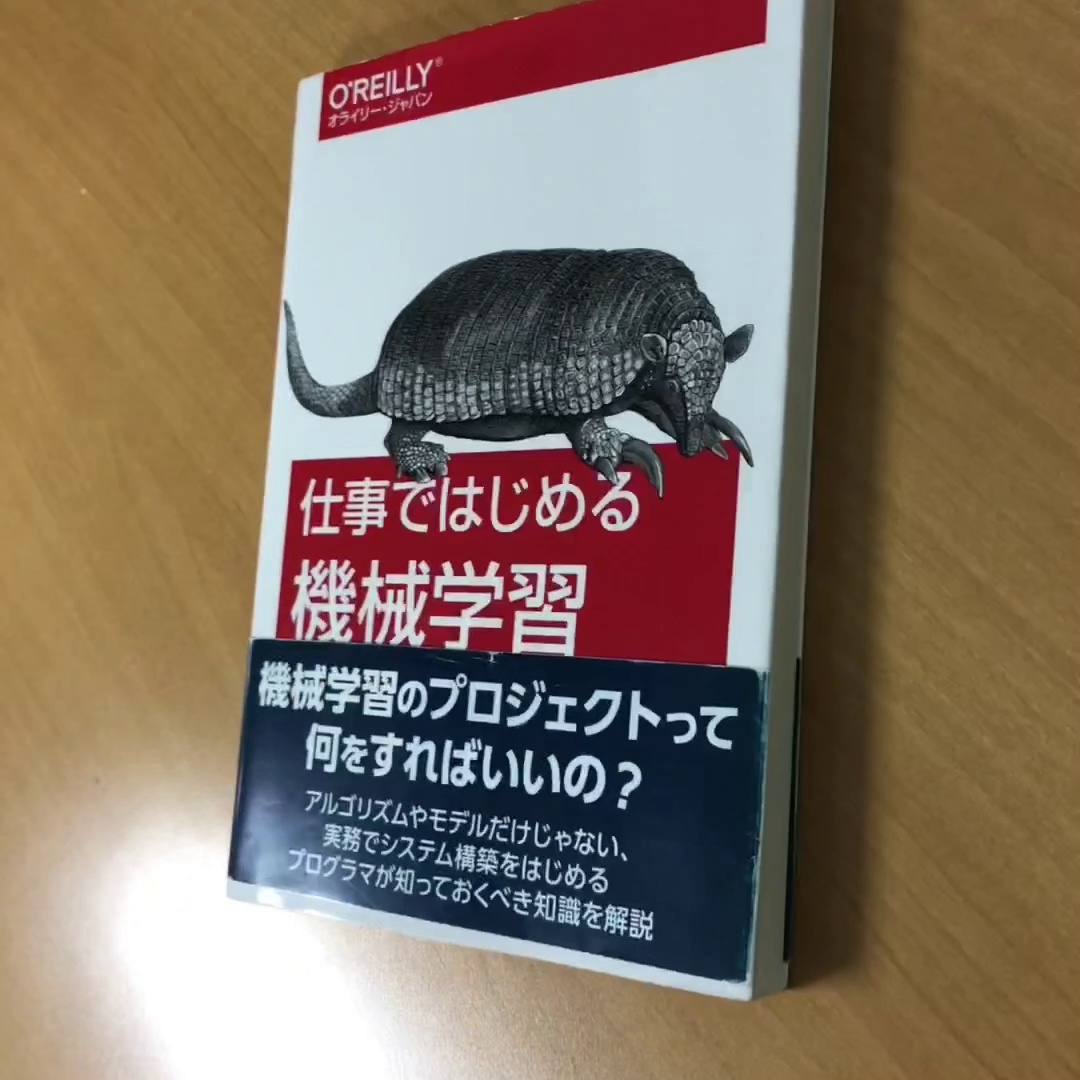 O'REILLY®
オライリー・ジャパン
仕事ではじめる
機械学習
機械学習のプロジェクトって
何をすればいいの？
アルゴリズムやモデルだけじゃない、
実務でシステム構築をはじめる
プログラマが知っておくべき知識を解説